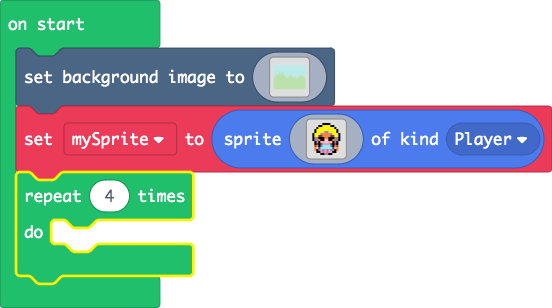 on start
set background image to
set mySprite to sprite of kind Player
repeat 4 times
do